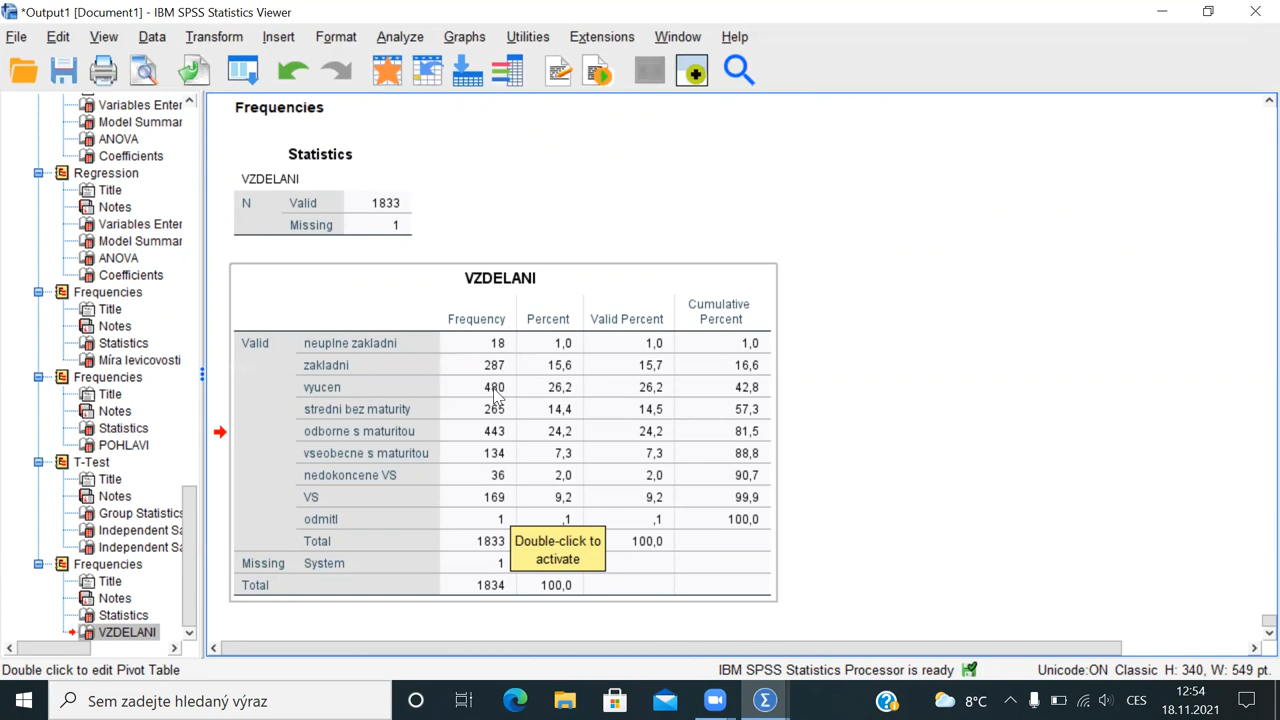 *Output1 [Document1] - IBM SPSS Statistics Viewer
File Edit View Data Transform Insert Format Analyze Graphs Utilities Extensions Window Help
Variables Enter
Model Summar
ANOVA
Coefficients
Regression
Title
Notes
Variables Enter
Model Summar
ANOVA
Coefficients
Frequencies
Title
Notes
Statistics
Míra levicovosti
Frequencies
Title
Notes
Statistics
POHLAVI
T-Test
Title
Notes
Group Statistics
Independent Sa
Independent Sa
Frequencies
Title
Notes
Statistics
VZDELANI
Frequencies
Statistics
VZDELANI
N Valid 1833
Missing 1
VZDELANI
Frequency Percent Valid Percent Cumulative Percent
Valid neuplne zakladni 18 1,0 1,0 1,0
zakladni 287 15,6 15,7 16,6
vyucen 480 26,2 26,2 42,8
stredni bez maturity 265 14,4 14,5 57,3
odborne s maturitou 443 24,2 24,2 81,5
vseobecne s maturitou 134 7,3 7,3 88,8
nedokoncene VS 36 2,0 2,0 90,7
VS 169 9,2 9,2 99,9
odmitl 1 ,1 ,1 100,0
Total 1833 100,0
Missing System 1
Total 1834 100,0
Double-click to
activate
Double click to edit Pivot Table
IBM SPSS Statistics Processor is ready
Unicode:ON Classic H: 340, W: 549 pt.
Sem zadejte hledaný výraz
8°C
CES
12:54
18.11.2021